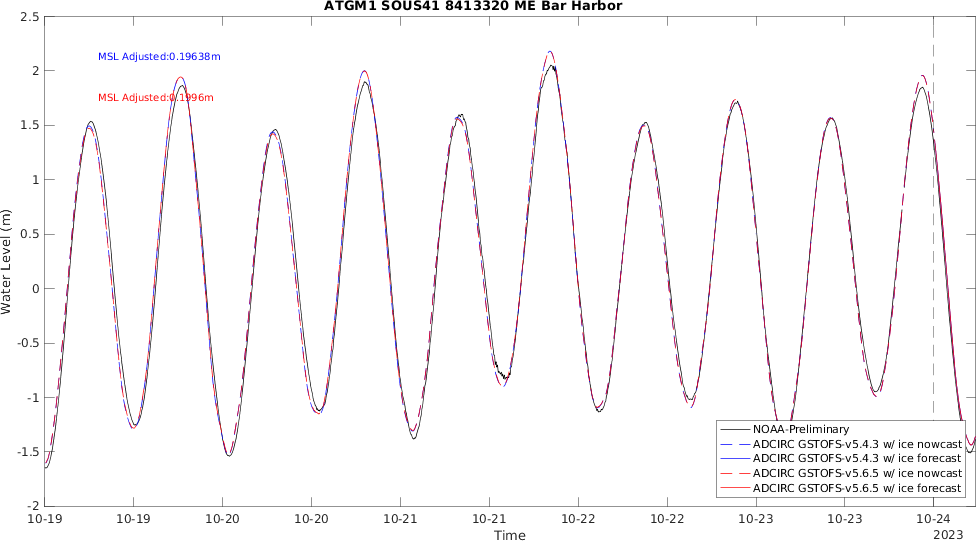 ATGM1 SOUS41 8413320 ME Bar Harbor
2.5
2
1.5
1
0.5
0
-0.5
-1
-1.5
-2
Water Level (m)
MSL Adjusted:0.19638m
MSL Adjusted:0.1996m
NOAA-Preliminary
ADCIRC GSTOFS-v5.4.3 w/ ice nowcast
ADCIRC GSTOFS-v5.4.3 w/ ice forecast
ADCIRC GSTOFS-v5.6.5 w/ ice nowcast
ADCIRC GSTOFS-v5.6.5 w/ ice forecast
10-19 10-19 10-20 10-20 10-21 10-21 10-22 10-22 10-23 10-23 10-24
Time 2023